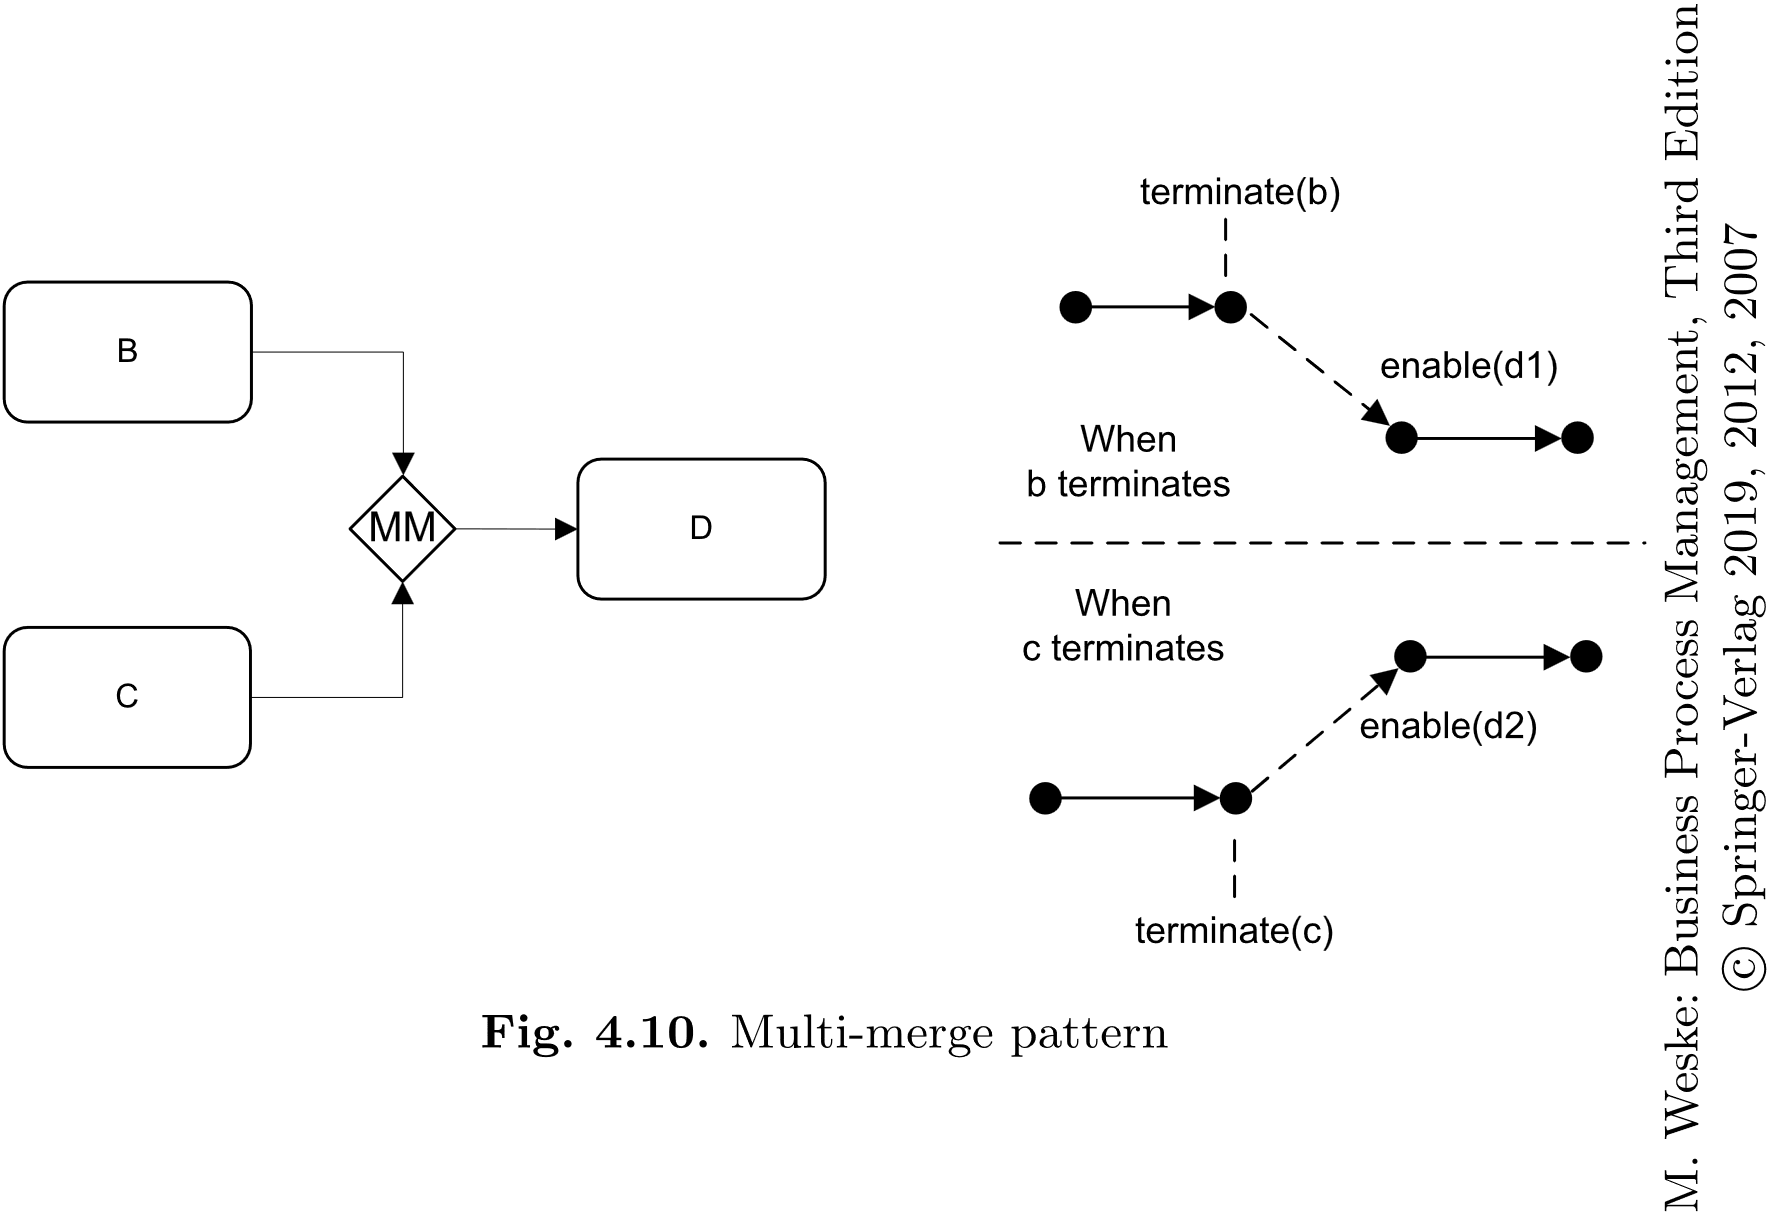 B
C
MM
D
terminate(b)
enable(d1)
When
b terminates
When
c terminates
enable(d2)
terminate(c)
Fig. 4.10. Multi-merge pattern
M. Weske: Business Process Management, Third Edition
© Springer-Verlag 2019, 2012, 2007